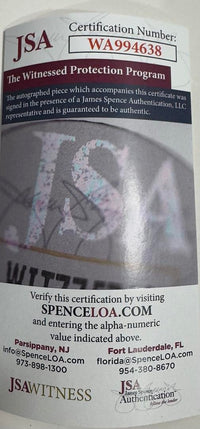 JSA
Certification Number:
WA994638
The Witnessed Protection Program
The autographed piece which accompanies this certificate was
signed in the presence of a James Spence Authentication, LLC
representative and is guaranteed to be authentic.
JSA
Verify this certification by visiting
SPENCELOA.COM
and entering the alpha-numeric
value indicated above.
Parsippany, NJ
info@SpenceLOA.com
973-898-1300
Fort Lauderdale, FL
florida@SpenceLOA.com
954-380-8670
JSAWITNESS
JSA
James Spence
Authentication